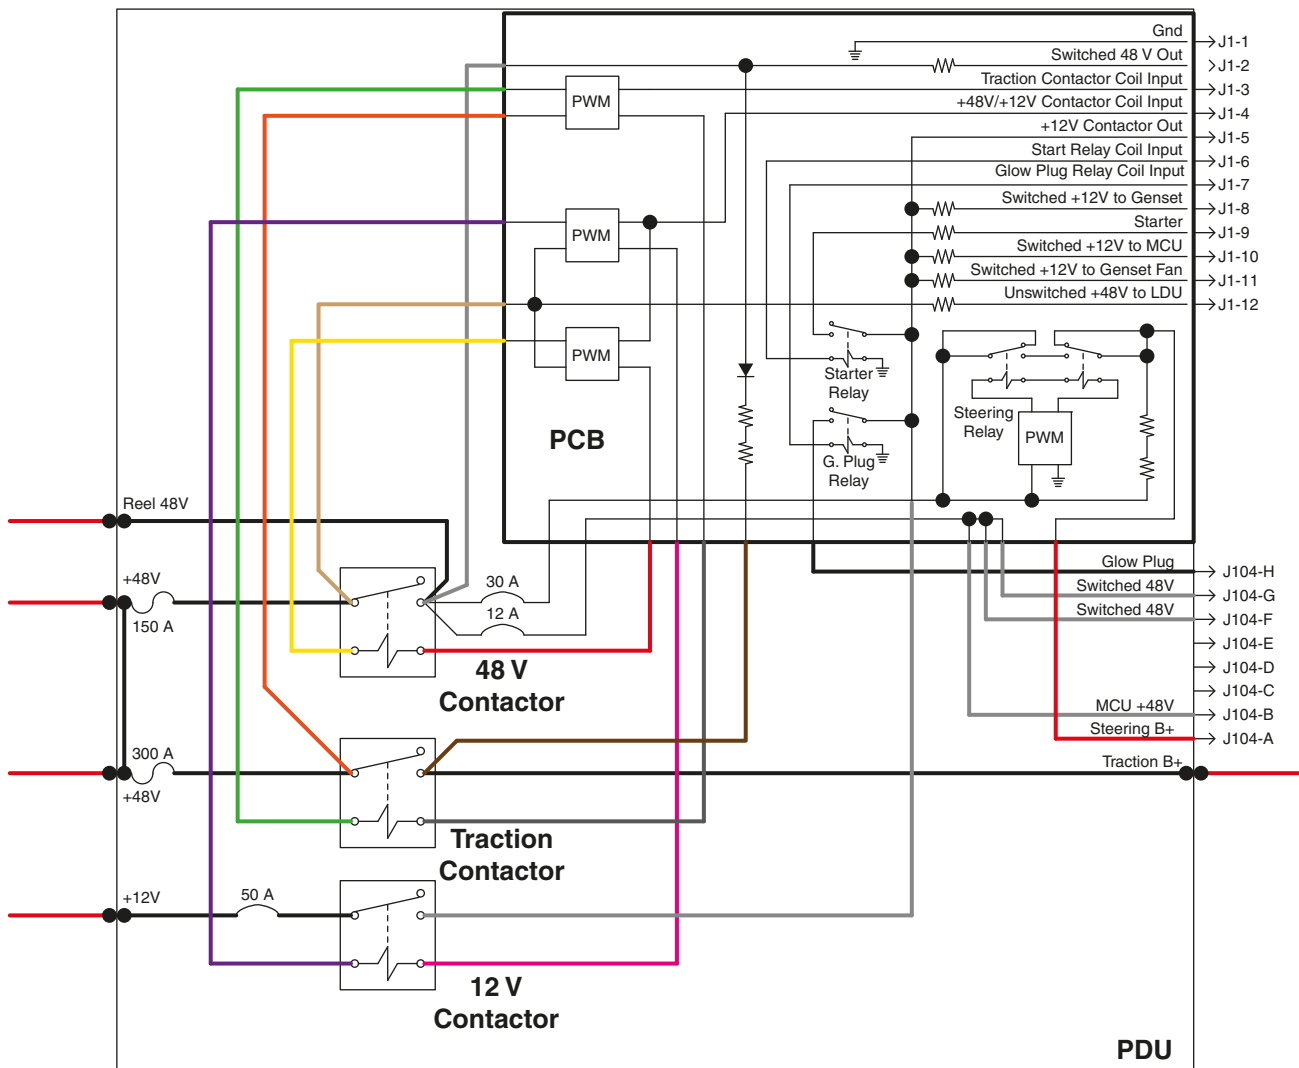 Gnd
J1-1
Switched 48 V Out
J1-2
Traction Contactor Coil Input
J1-3
+48V/+12V Contactor Coil Input
J1-4
+12V Contactor Out
J1-5
Start Relay Coil Input
J1-6
Glow Plug Relay Coil Input
J1-7
Switched +12V to Genset
J1-8
Starter
J1-9
Switched +12V to MCU
J1-10
Switched +12V to Genset Fan
J1-11
Unswitched +48V to LDU
J1-12
PWM
PWM
PWM
PCB
Starter
Relay
G. Plug
Relay
Steering
Relay
PWM
Reel 48V
+48V
150 A
30 A
12 A
48 V
Contactor
300 A
+48V
Traction
Contactor
+12V
50 A
12 V
Contactor
Glow Plug
J104-H
Switched 48V
J104-G
Switched 48V
J104-F
J104-E
J104-D
J104-C
MCU +48V
J104-B
Steering B+
J104-A
Traction B+
PDU